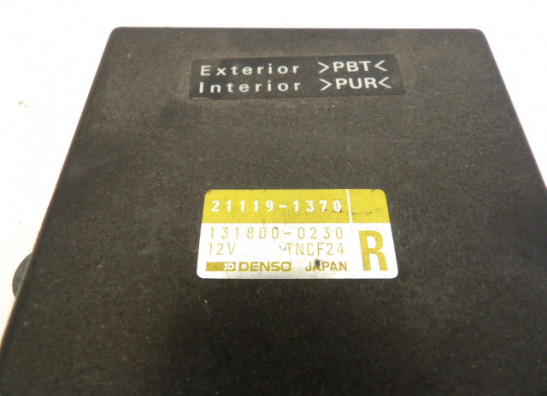 Exterior >PBT<
Interior >PUR<
21119-1370
131800-0230
12V TNCF24
DENSO JAPAN
R